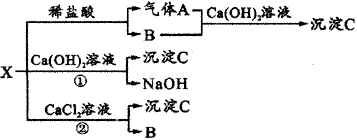 稀盐酸 气体A Ca(OH)₂溶液
B 沉淀C
X Ca(OH)₂溶液 沉淀C
① NaOH
CaCl₂溶液 沉淀C
② B